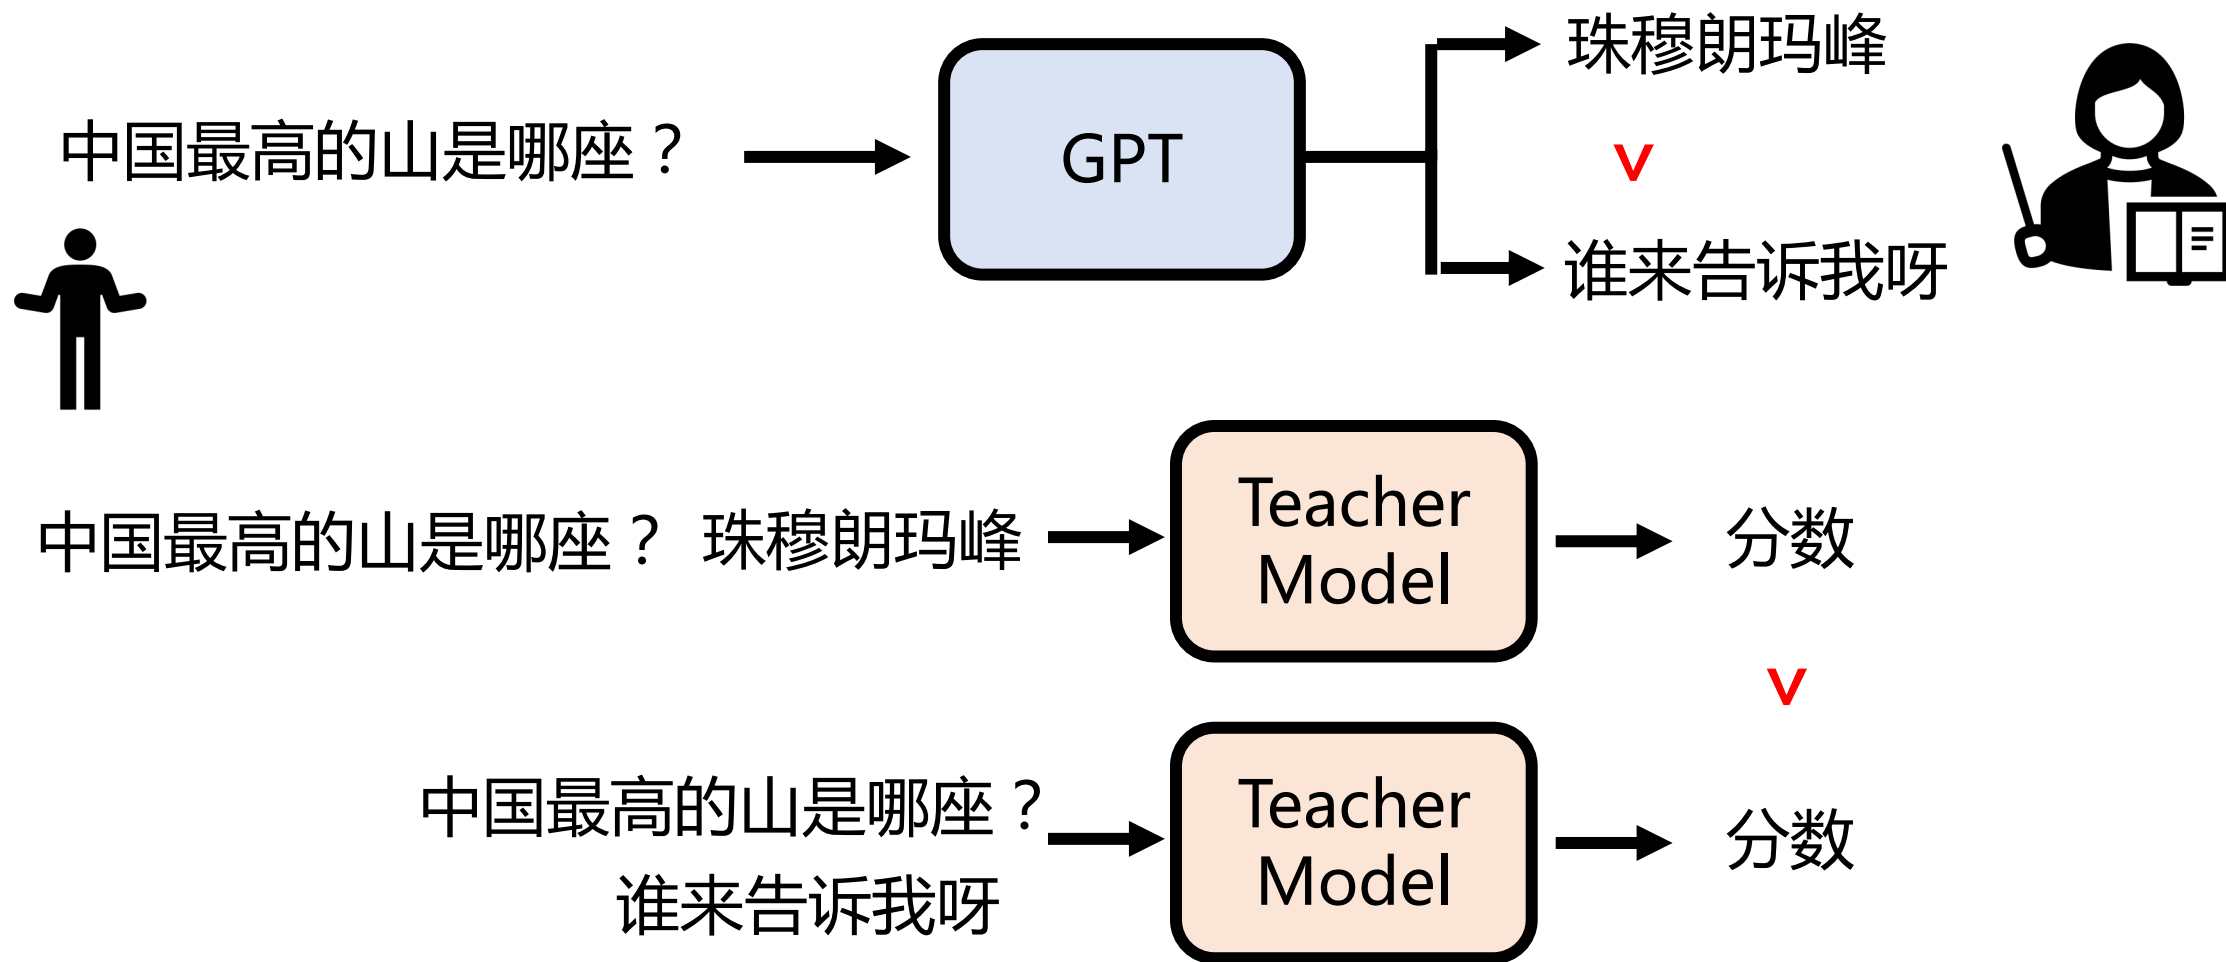 中国最高的山是哪座？
GPT
珠穆朗玛峰
∨
谁来告诉我呀
中国最高的山是哪座？ 珠穆朗玛峰
Teacher
Model
分数
∨
中国最高的山是哪座？
谁来告诉我呀
Teacher
Model
分数